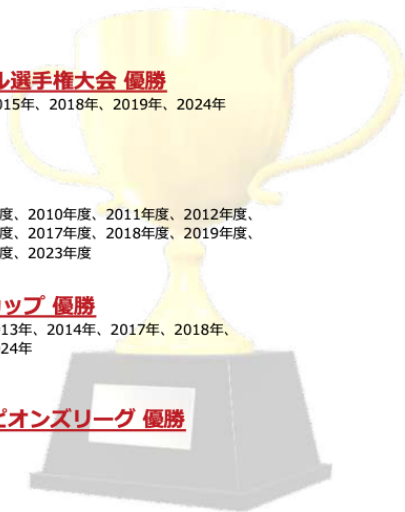 ル選手権大会 優勝
015年、2018年、2019年、2024年
度、2010年度、2011年度、2012年度、
度、2017年度、2018年度、2019年度、
度、2023年度
カップ 優勝
013年、2014年、2017年、2018年、
024年
ピオンズリーグ 優勝